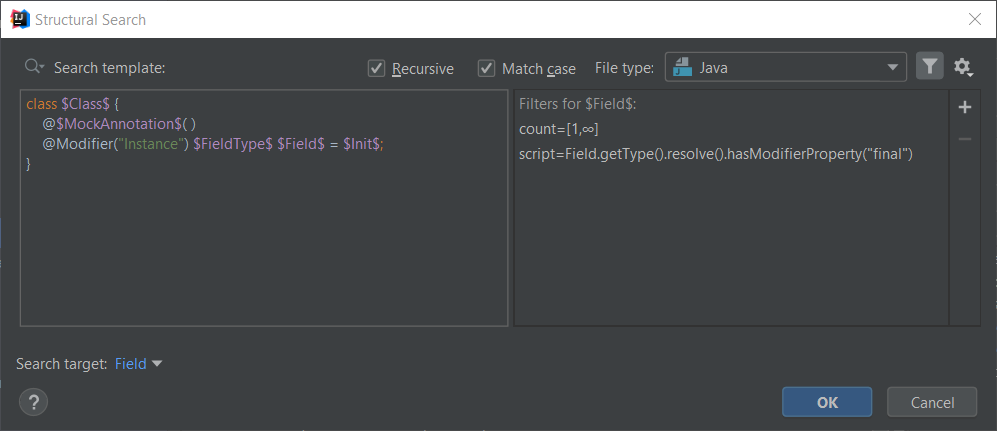 IJ Structural Search
Search template:
Recursive
Match case
File type:
Java
class $Class$ {
@$MockAnnotation$( )
@Modifier("Instance") $FieldType$ $Field$ = $Init$;
}
Filters for $Field$:
count=[1,∞]
script=Field.getType().resolve().hasModifierProperty("final")
Search target: Field
?
OK
Cancel